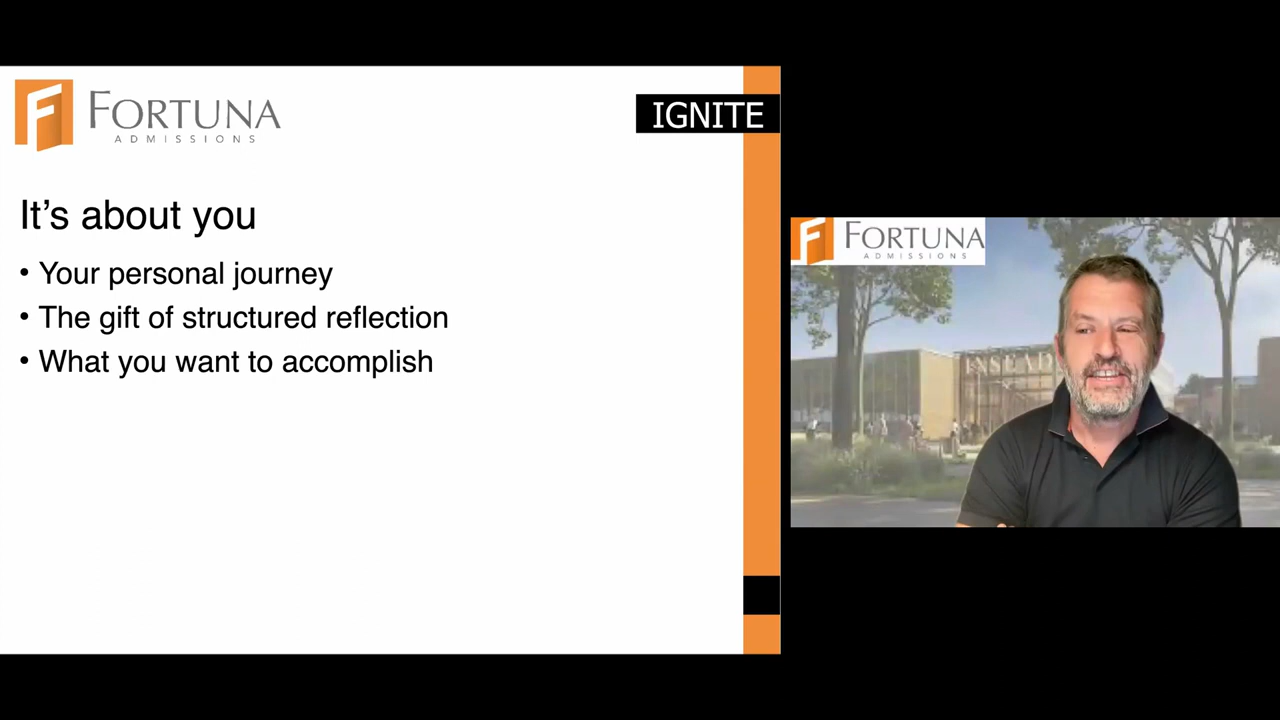 FORTUNA
ADMISSIONS
IGNITE
It's about you
• Your personal journey
• The gift of structured reflection
• What you want to accomplish
FORTUNA
ADMISSIONS
INSEAD